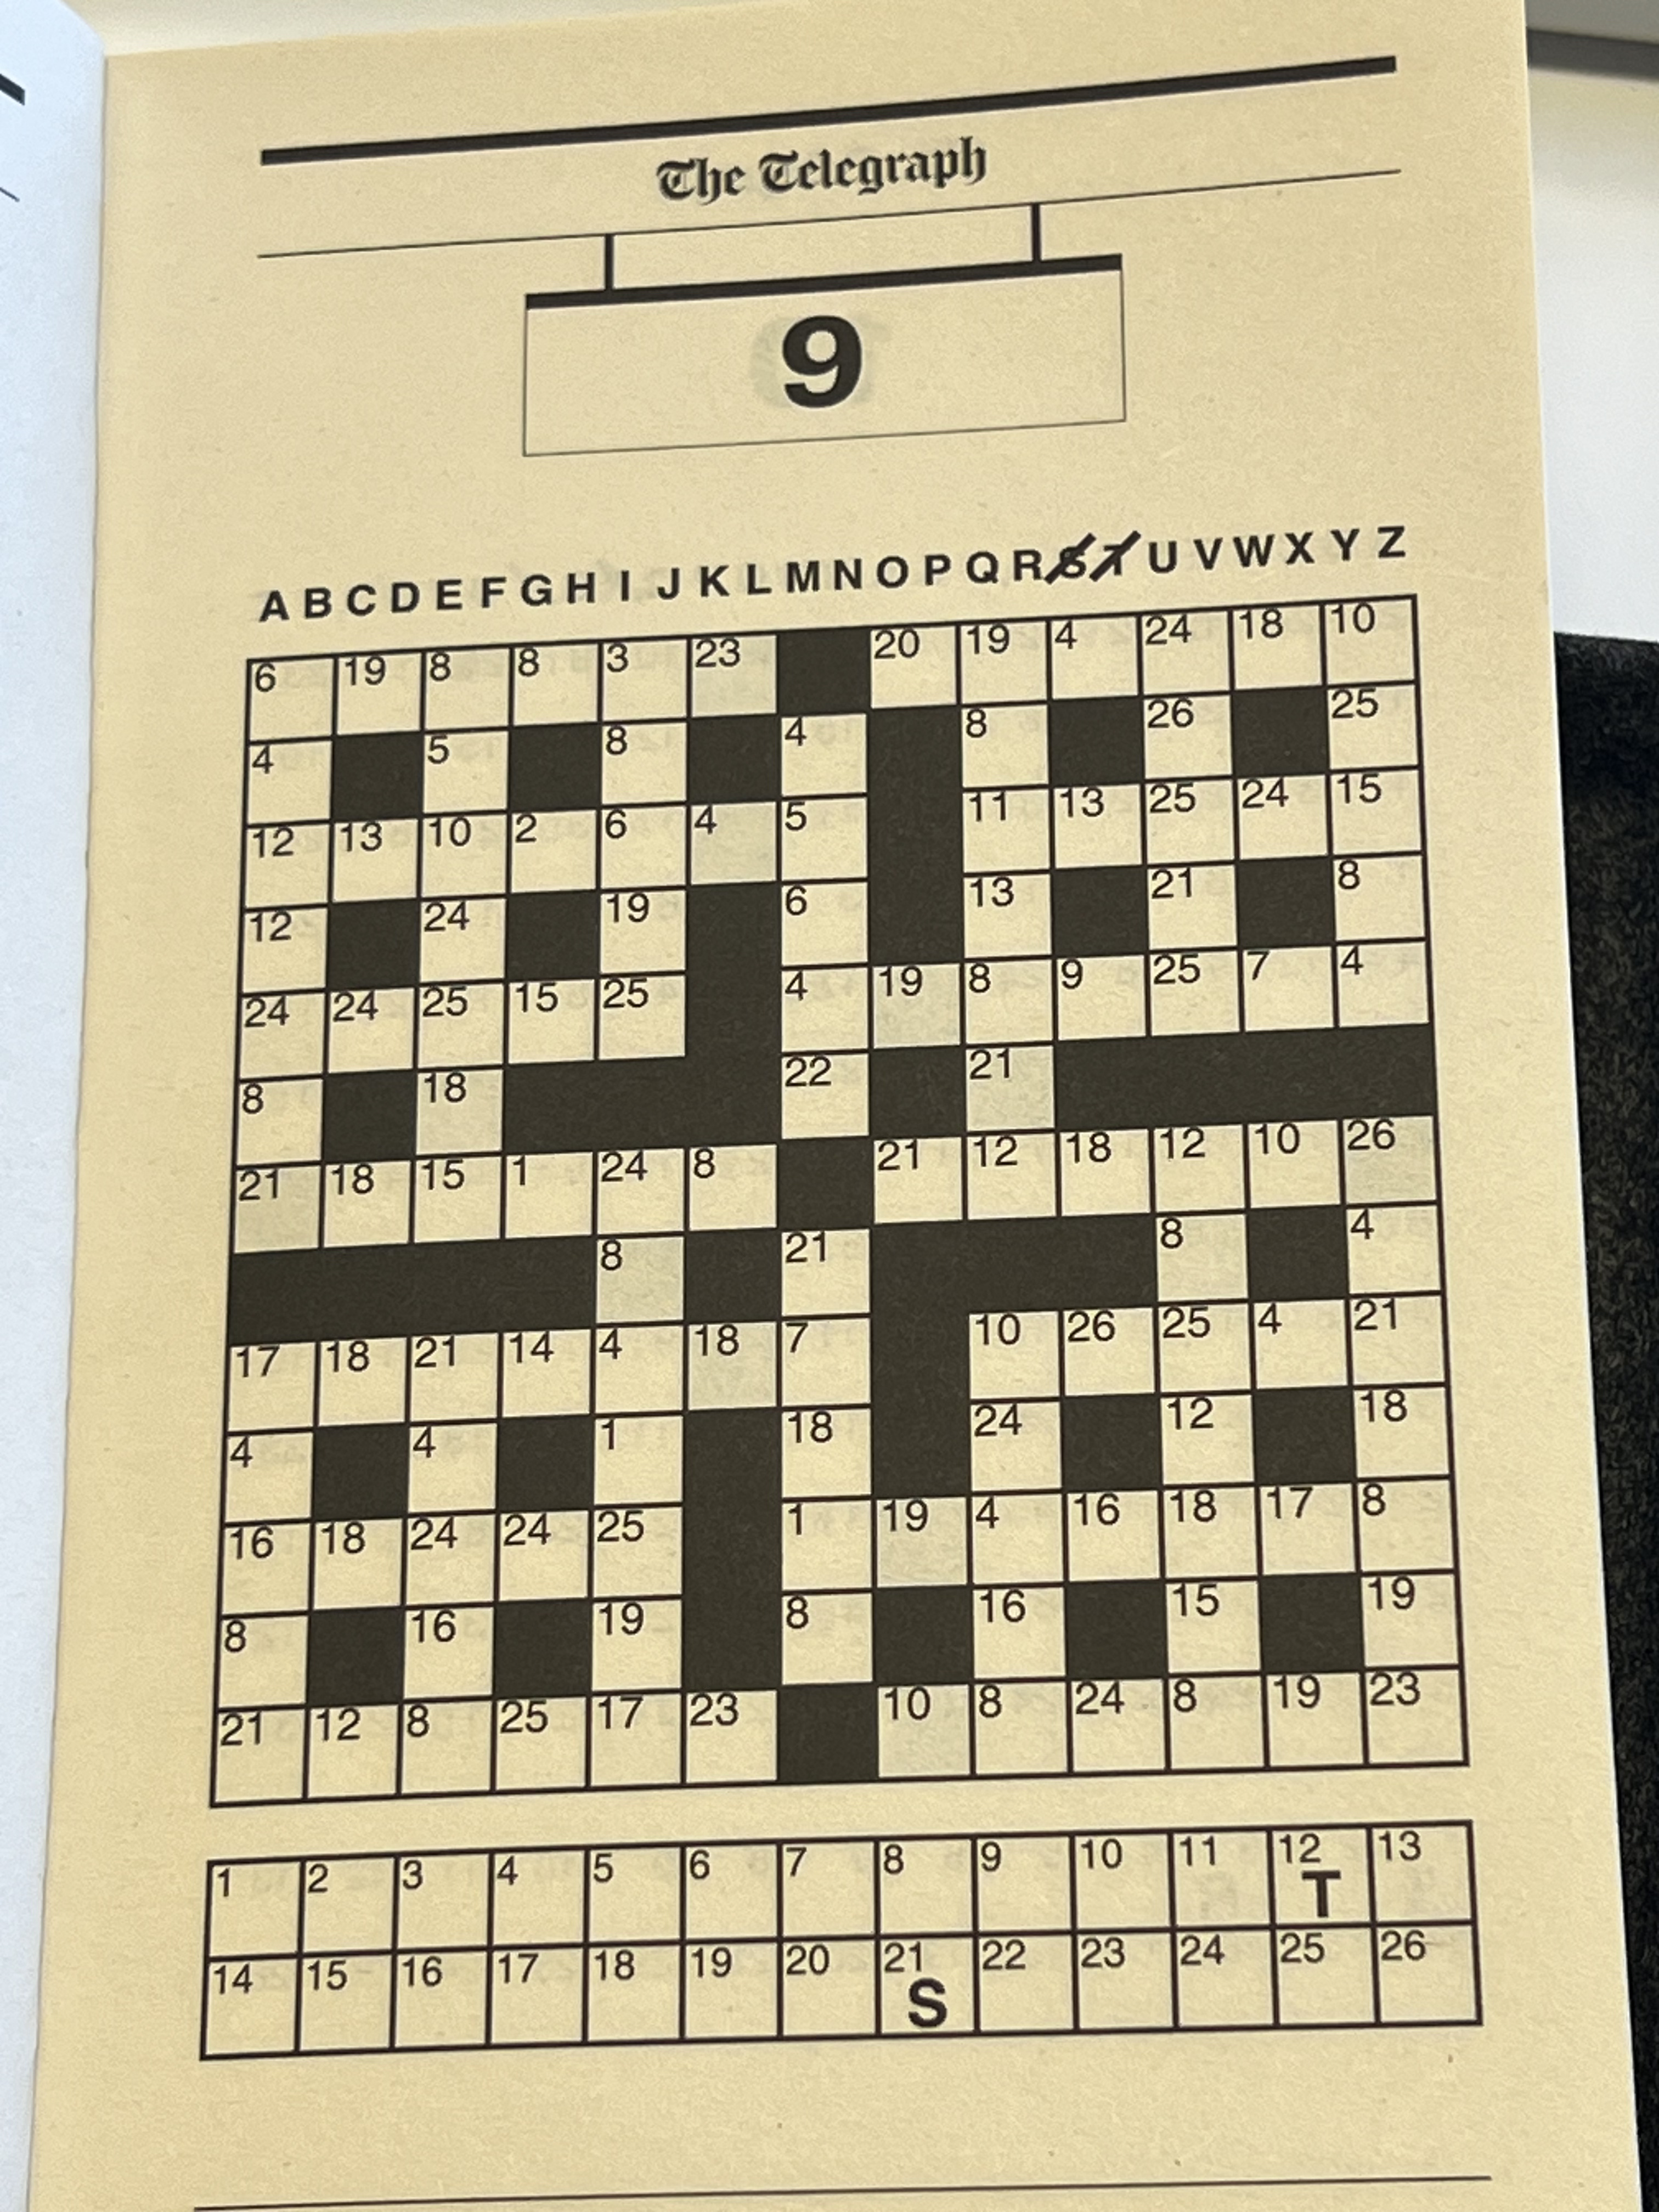 The Telegraph
9
A B C D E F G H I J K L M N O P Q R S T U V W X Y Z
6 19 8 8 3 23 20 19 4 24 18 10
4 5 8 4 8 26 25
12 13 10 2 6 4 5 11 13 25 24 15
12 24 19 6 13 21 8
24 24 25 15 25 4 19 8 9 25 7 4
8 18 22 21
21 18 15 1 24 8 21 12 18 12 10 26
8 21 8 4
17 18 21 14 4 18 7 10 26 25 4 21
4 4 1 18 24 12 18
16 18 24 24 25 1 19 4 16 18 17 8
8 16 19 8 16 15 19
21 12 8 25 17 23 10 8 24 8 19 23
1 2 3 4 5 6 7 8 9 10 11 12 T 13
14 15 16 17 18 19 20 21 S 22 23 24 25 26